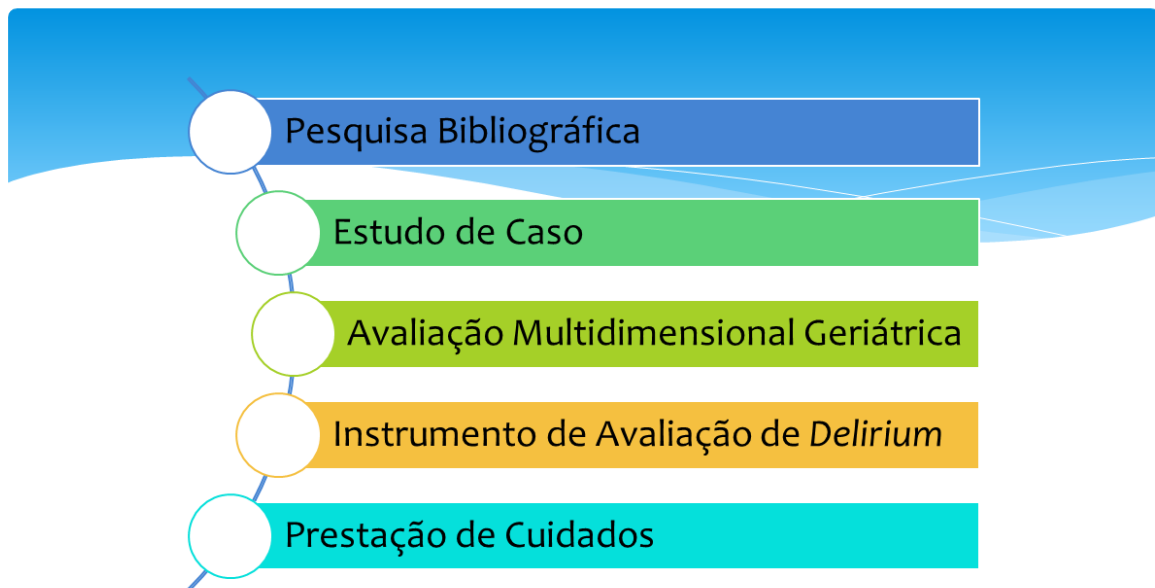 Pesquisa Bibliográfica
Estudo de Caso
Avaliação Multidimensional Geriátrica
Instrumento de Avaliação de Delirium
Prestação de Cuidados